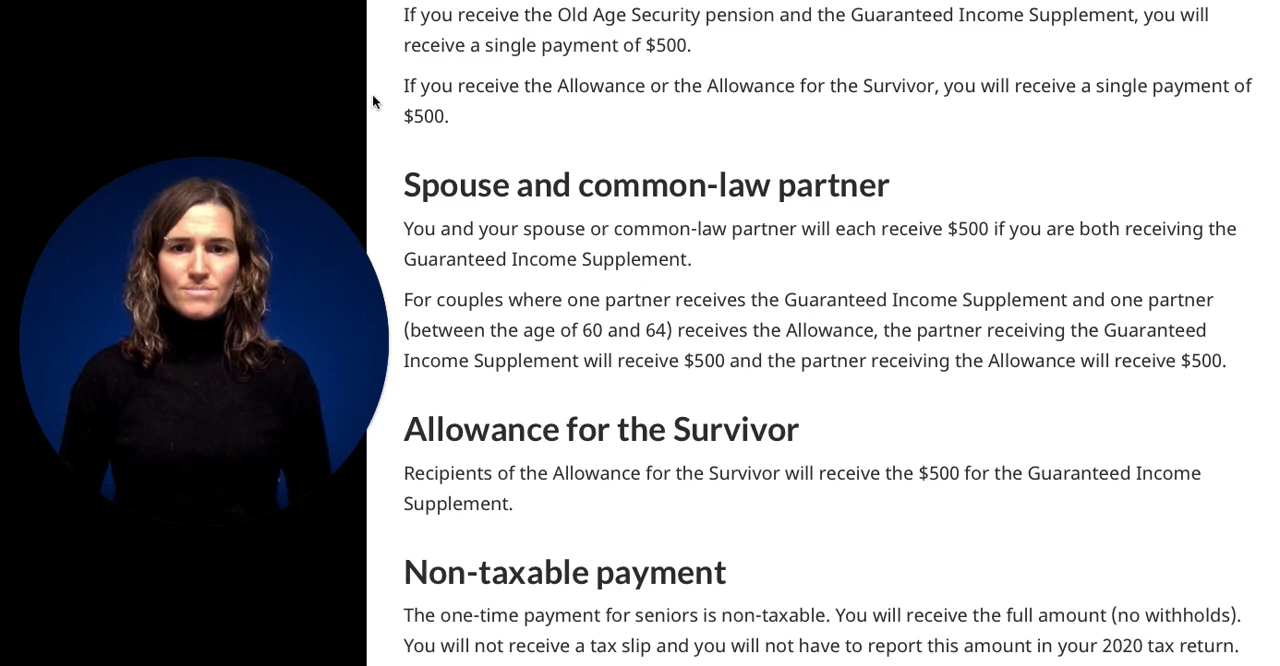 If you receive the Old Age Security pension and the Guaranteed Income Supplement, you will
receive a single payment of $500.
If you receive the Allowance or the Allowance for the Survivor, you will receive a single payment of
$500.
Spouse and common-law partner
You and your spouse or common-law partner will each receive $500 if you are both receiving the
Guaranteed Income Supplement.
For couples where one partner receives the Guaranteed Income Supplement and one partner
(between the age of 60 and 64) receives the Allowance, the partner receiving the Guaranteed
Income Supplement will receive $500 and the partner receiving the Allowance will receive $500.
Allowance for the Survivor
Recipients of the Allowance for the Survivor will receive the $500 for the Guaranteed Income
Supplement.
Non-taxable payment
The one-time payment for seniors is non-taxable. You will receive the full amount (no withholds).
You will not receive a tax slip and you will not have to report this amount in your 2020 tax return.